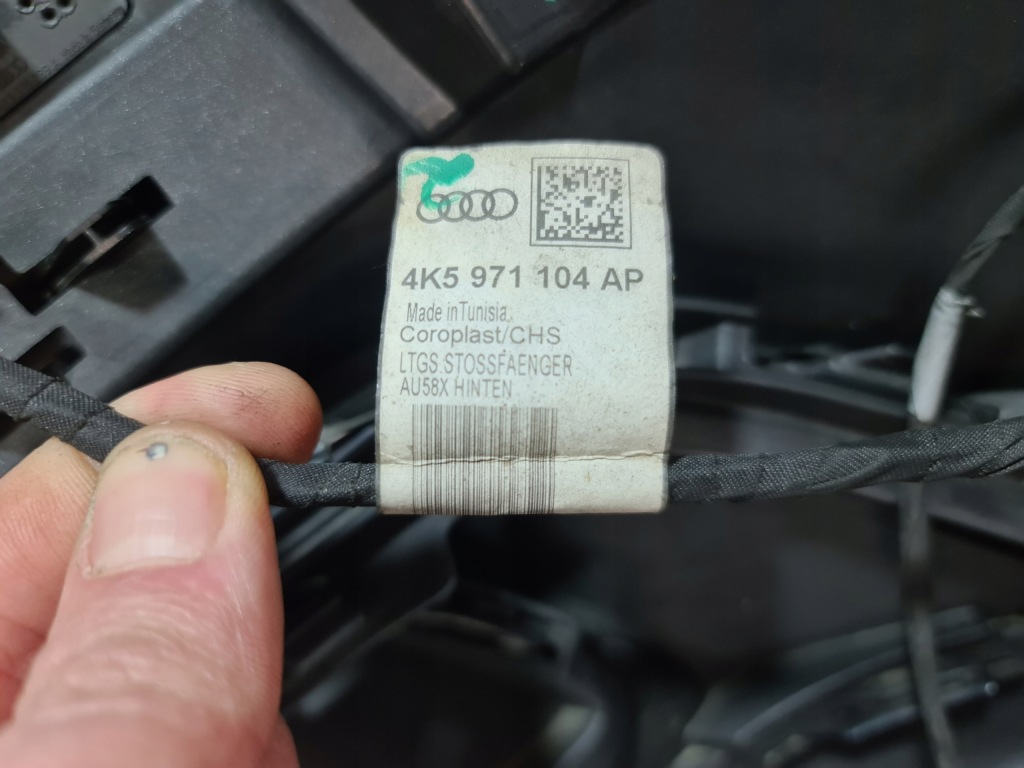 4K5 971 104 AP
Made in Tunisia
Coroplast/CHS
LTGS.STOSSFAENGER
AU58X HINTEN